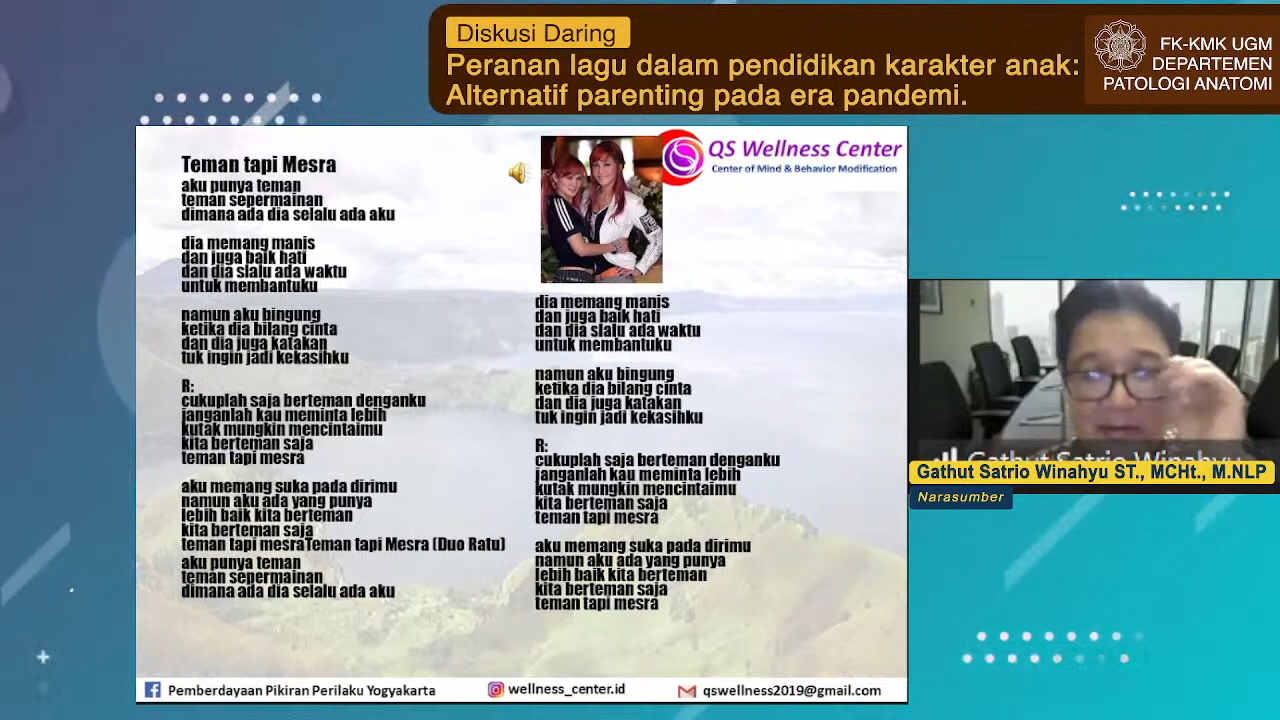 Diskusi Daring
Peranan lagu dalam pendidikan karakter anak:
Alternatif parenting pada era pandemi.
FK-KMK UGM
DEPARTEMEN
PATOLOGI ANATOMI
QS Wellness Center
Center of Mind & Behavior Modification
Teman tapi Mesra
aku punya teman
teman sepermainan
dimana ada dia selalu ada aku
dia memang manis
dan juga baik hati
dan dia slalu ada waktu
untuk membantuku
namun aku bingung
ketika dia bilang cinta
dan dia juga katakan
tuk ingin jadi kekasihku
R:
cukuplah saja berteman denganku
janganlah kau meminta lebih
kutak mungkin mencintaimu
kita berteman saja
teman tapi mesra
aku memang suka pada dirimu
namun aku ada yang punya
lebih baik kita berteman
kita berteman saja
teman tapi mesraTeman tapi Mesra (Duo Ratu)
aku punya teman
teman sepermainan
dimana ada dia selalu ada aku
dia memang manis
dan juga baik hati
dan dia slalu ada waktu
untuk membantuku
namun aku bingung
ketika dia bilang cinta
dan dia juga katakan
tuk ingin jadi kekasihku
R:
cukuplah saja berteman denganku
janganlah kau meminta lebih
kutak mungkin mencintaimu
kita berteman saja
teman tapi mesra
aku memang suka pada dirimu
namun aku ada yang punya
lebih baik kita berteman
kita berteman saja
teman tapi mesra
Pemberdayaan Pikiran Perilaku Yogyakarta
wellness_center.id
qswellness2019@gmail.com
Gathut Satrio Winahyu
Gathut Satrio Winahyu ST., MCHt., M.NLP
Narasumber